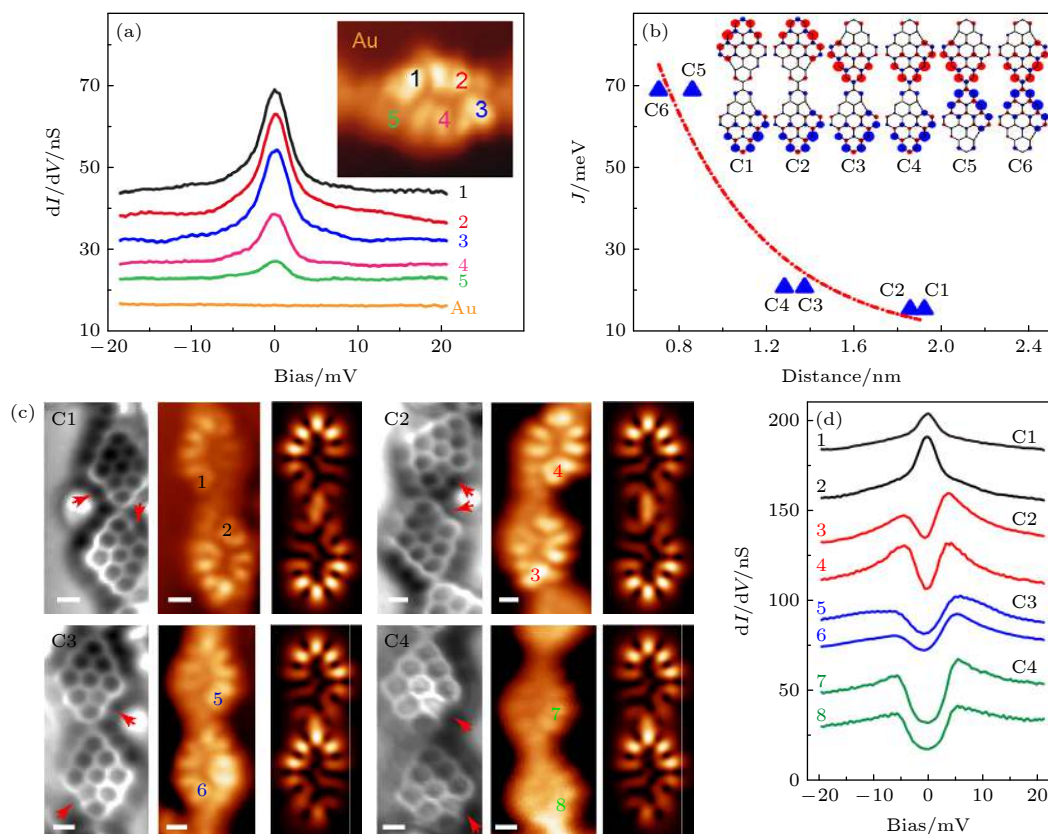 (a)
Au
1
2
3
4
5
70
50
30
10
dI/dV/nS
1
2
3
4
5
Au
−20
−10
0
10
20
Bias/mV
(b)
70
50
30
10
J/meV
C5
C6
C4
C3
C2
C1
C1 C2 C3 C4 C5 C6
0.8
1.2
1.6
2.0
2.4
Distance/nm
(c)
C1
1
2
C2
4
3
C3
5
6
C4
7
8
(d)
200
150
100
50
0
dI/dV/nS
1
C1
2
3
C2
4
5
C3
6
7
C4
8
−20
−10
0
10
20
Bias/mV